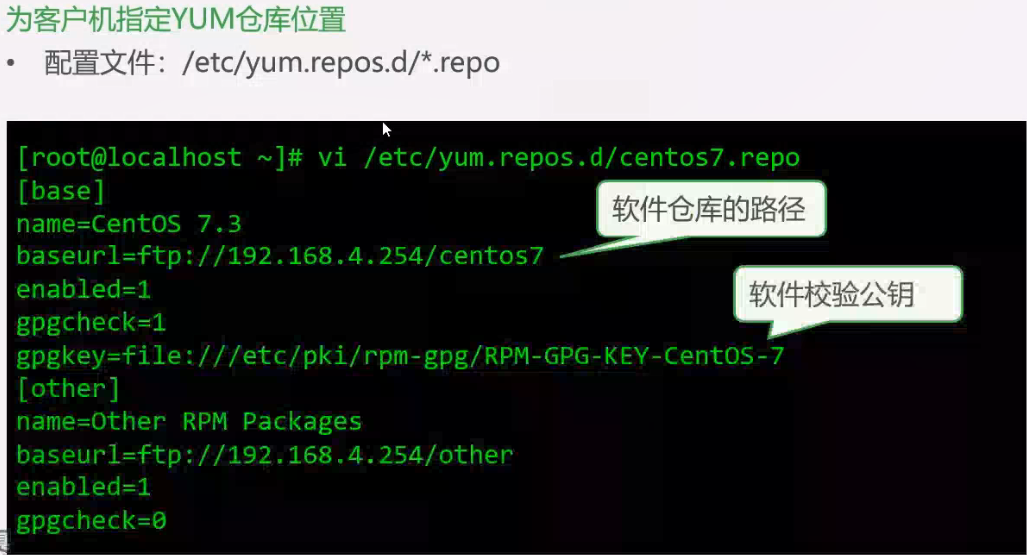 为客户机指定YUM仓库位置
• 配置文件：/etc/yum.repos.d/*.repo
[root@localhost ~]# vi /etc/yum.repos.d/centos7.repo
[base]
name=CentOS 7.3
软件仓库的路径
baseurl=ftp://192.168.4.254/centos7
enabled=1
软件校验公钥
gpgcheck=1
gpgkey=file:///etc/pki/rpm-gpg/RPM-GPG-KEY-CentOS-7
[other]
name=Other RPM Packages
baseurl=ftp://192.168.4.254/other
enabled=1
gpgcheck=0